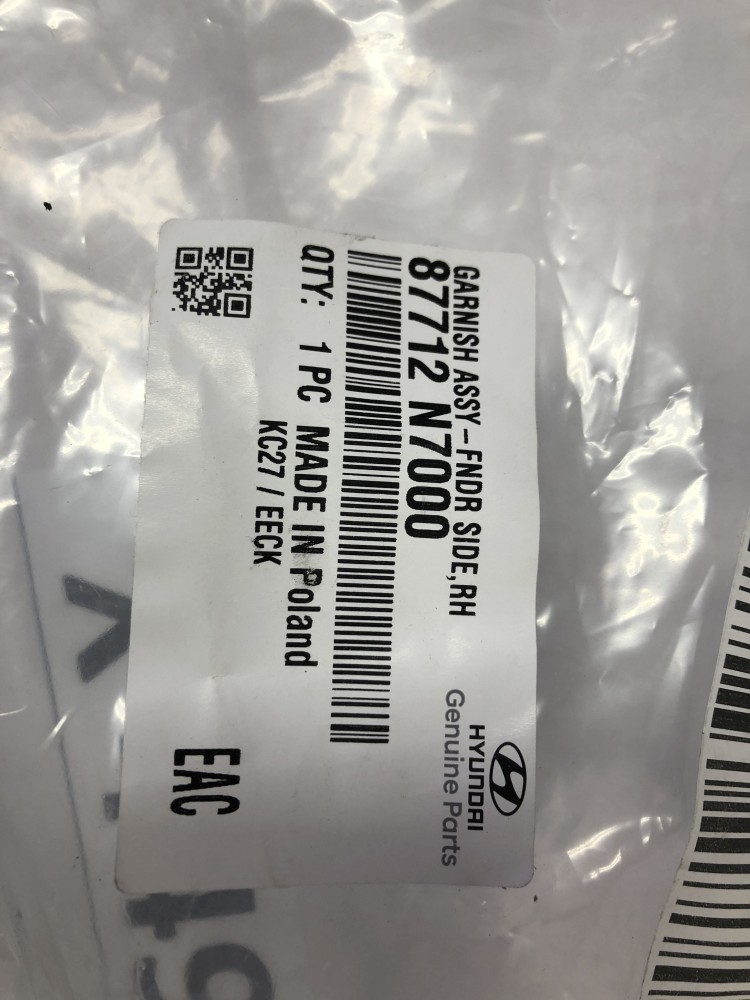 GARNISH ASSY-FNDR SIDE,RH
87712 N7000
HYUNDAI
Genuine Parts
QTY: 1 PC MADE IN Poland
KC27 / EECK
EAC